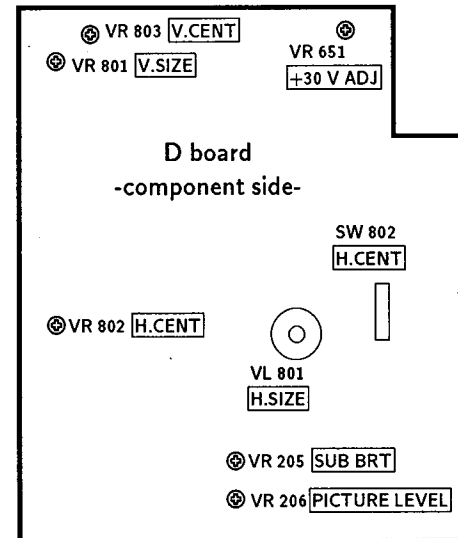 VR 803 V.CENT
VR 801 V.SIZE
VR 651
+30 V ADJ
D board
-component side-
SW 802
H.CENT
VR 802 H.CENT
VL 801
H.SIZE
VR 205 SUB BRT
VR 206 PICTURE LEVEL